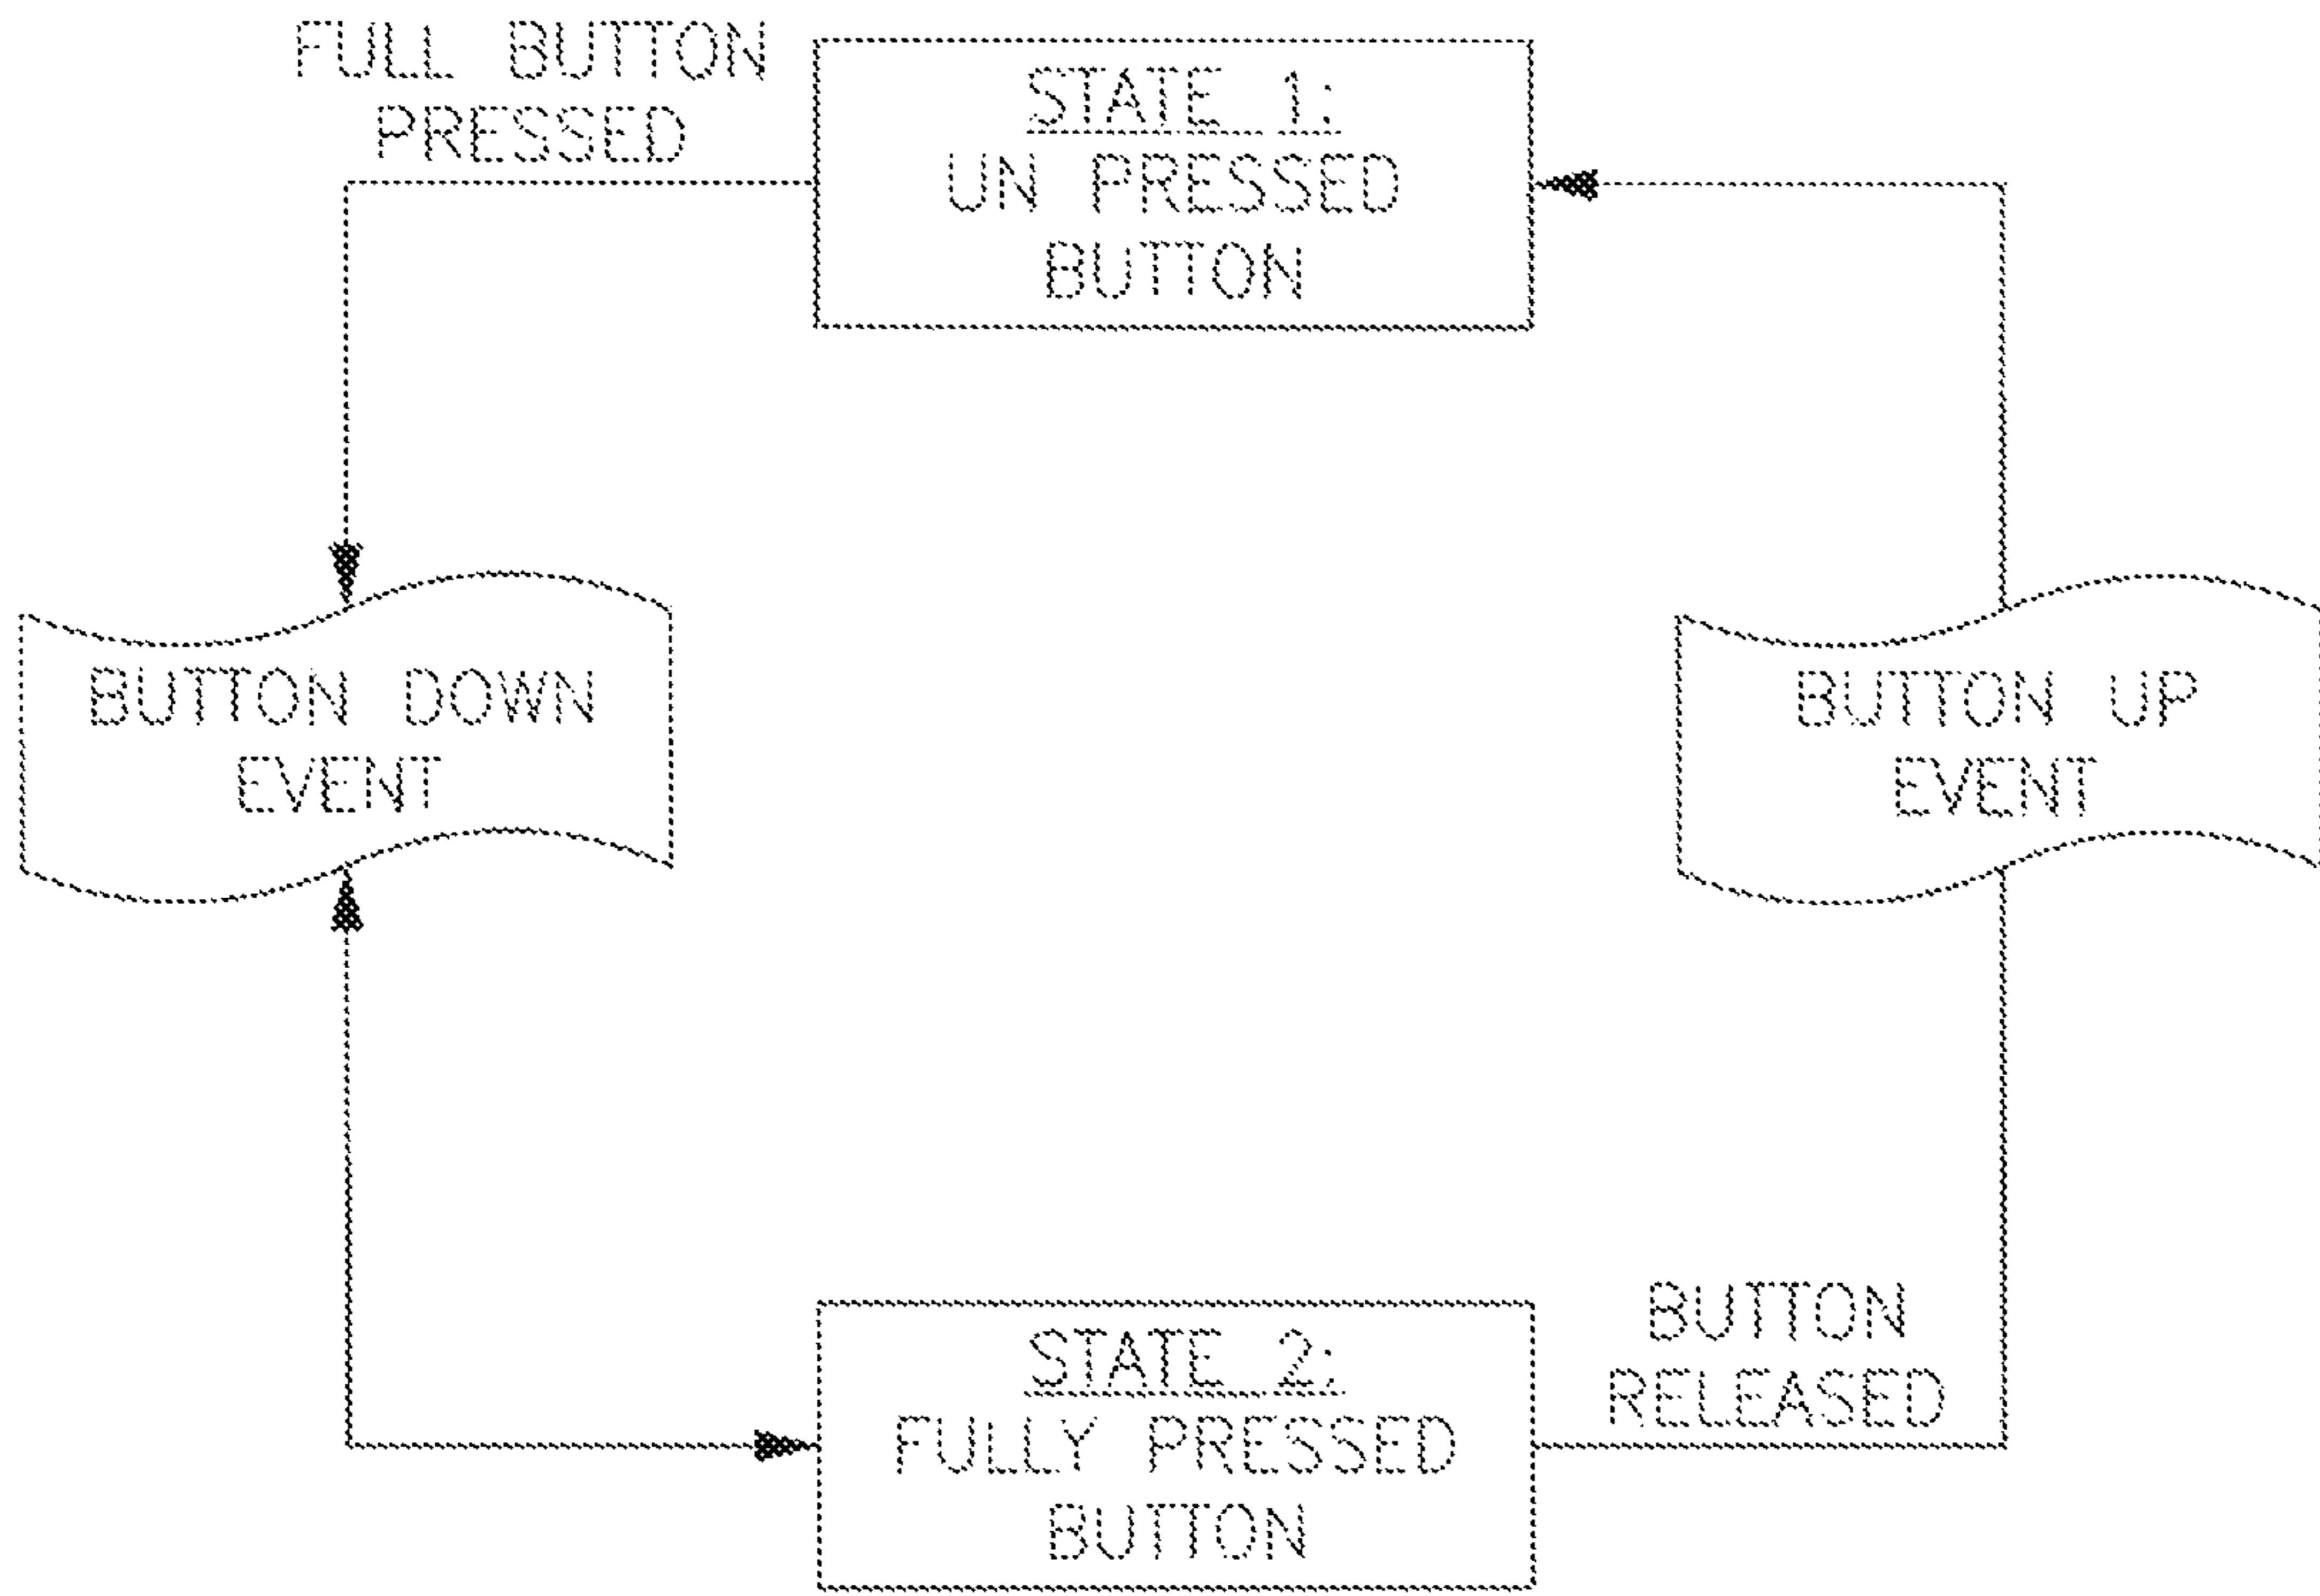 FULL BUTTON
PRESSED
STATE 1:
UN PRESSED
BUTTON
BUTTON DOWN
EVENT
BUTTON UP
EVENT
STATE 2:
FULLY PRESSED
BUTTON
BUTTON
RELEASED